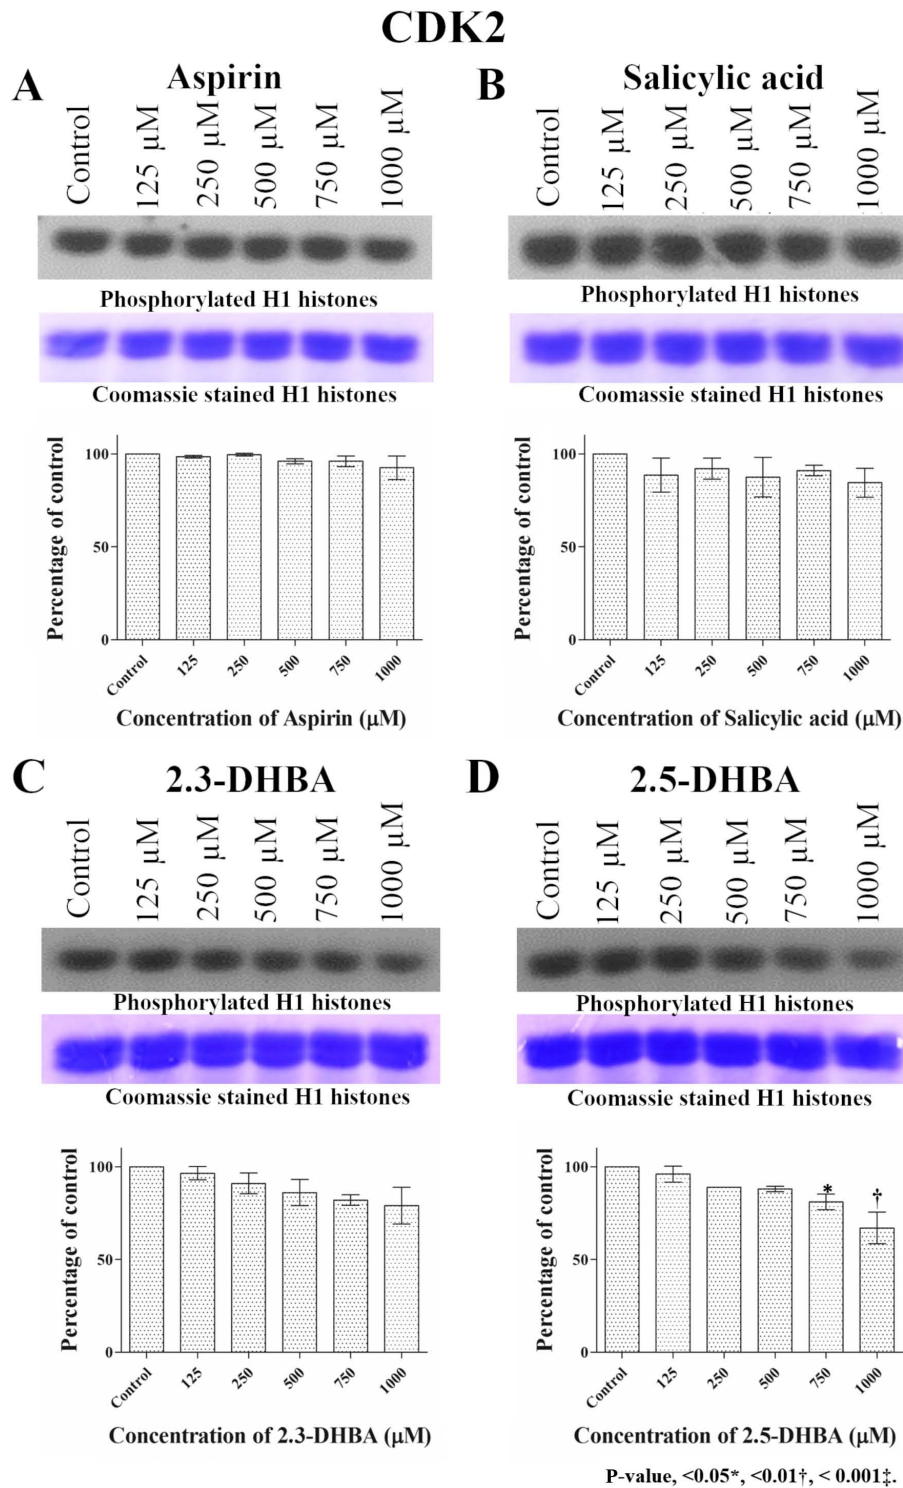 CDK2
A
Aspirin
Control
125 µM
250 µM
500 µM
750 µM
1000 µM
Phosphorylated H1 histones
Coomassie stained H1 histones
Percentage of control
100
50
0
Control
125
250
500
750
1000
Concentration of Aspirin (µM)
B
Salicylic acid
Control
125 µM
250 µM
500 µM
750 µM
1000 µM
Phosphorylated H1 histones
Coomassie stained H1 histones
Percentage of control
100
50
0
Control
125
250
500
750
1000
Concentration of Salicylic acid (µM)
C
2.3-DHBA
Control
125 µM
250 µM
500 µM
750 µM
1000 µM
Phosphorylated H1 histones
Coomassie stained H1 histones
Percentage of control
100
50
0
Control
125
250
500
750
1000
Concentration of 2.3-DHBA (µM)
D
2.5-DHBA
Control
125 µM
250 µM
500 µM
750 µM
1000 µM
Phosphorylated H1 histones
Coomassie stained H1 histones
Percentage of control
100
50
0
*
†
Control
125
250
500
750
1000
Concentration of 2.5-DHBA (µM)
P-value, <0.05*, <0.01†, < 0.001‡.